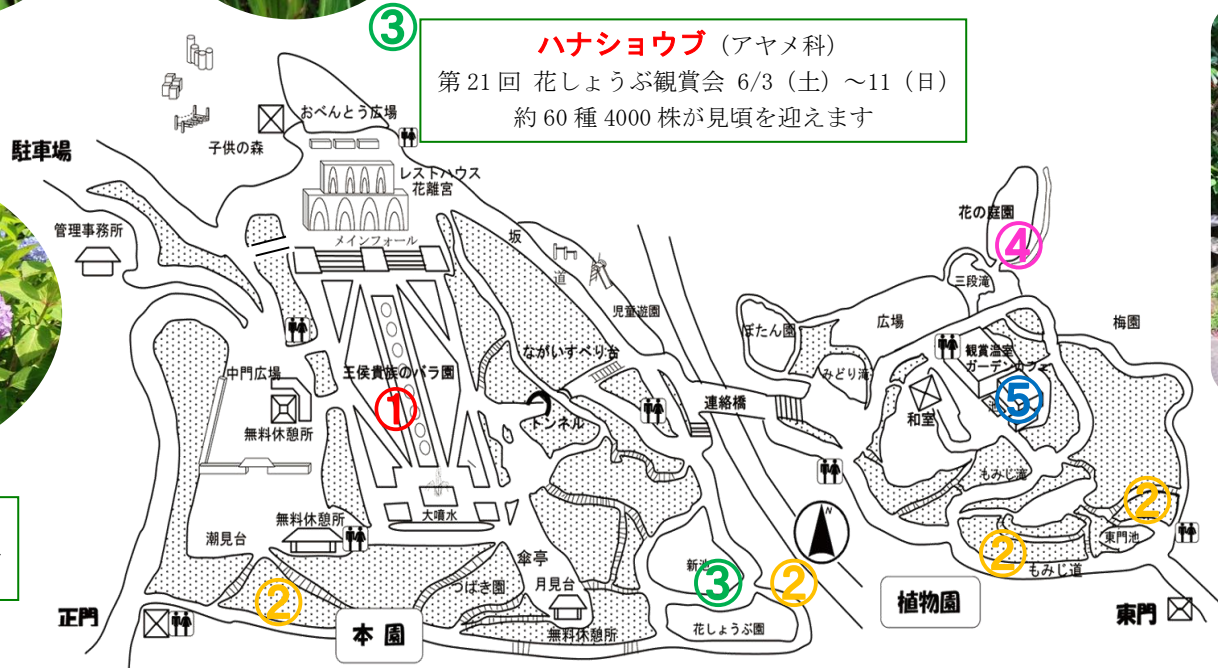 ③
ハナショウブ（アヤメ科）
第21回 花しょうぶ観賞会 6/3（土）～11（日）
約60種4000株が見頃を迎えます
おべんとう広場
子供の森
駐車場
レストハウス
花離宮
管理事務所
メインフォール
坂
道
児童遊園
花の庭園
④
三段滝
広場
梅園
ぼたん園
みどり滝
観賞温室
ガーデンカフェ
池
⑤
和室
中門広場
王侯貴族のバラ園
①
ながいすべり台
連絡橋
無料休憩所
トンネル
もみじ滝
大噴水
無料休憩所
潮見台
傘亭
N
②
東門池
②
もみじ道
新池
③
②
つばき園
月見台
②
正門
本園
無料休憩所
花しょうぶ園
植物園
東門